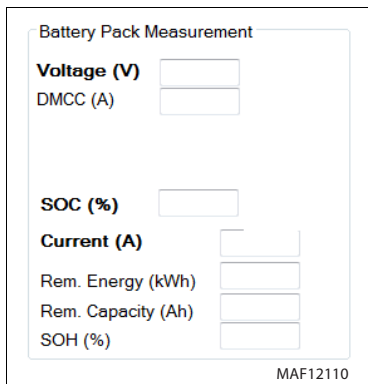 Battery Pack Measurement
Voltage (V)
DMCC (A)
SOC (%)
Current (A)
Rem. Energy (kWh)
Rem. Capacity (Ah)
SOH (%)
MAF12110